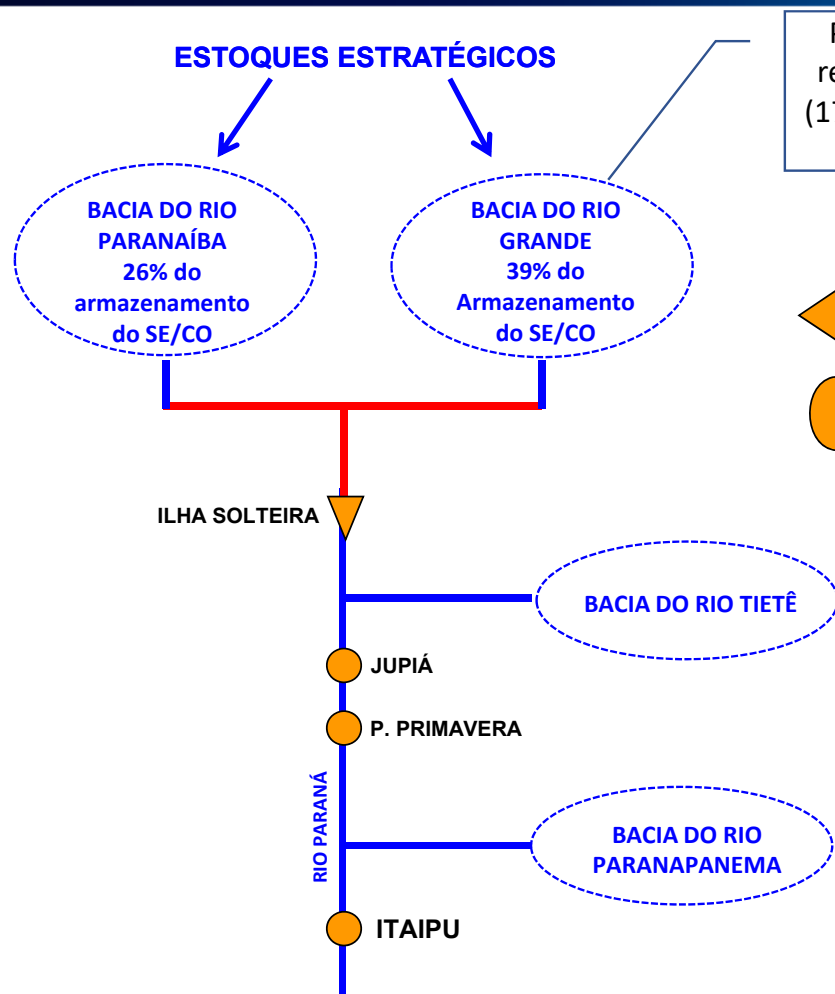 ESTOQUES ESTRATÉGICOS
(17
BACIA DO RIO
PARANAÍBA
26% do
armazenamento
do SE/CO
BACIA DO RIO
GRANDE
39% do
Armazenamento
do SE/CO
ILHA SOLTEIRA
BACIA DO RIO TIETÊ
JUPIÁ
P. PRIMAVERA
RIO PARANÁ
BACIA DO RIO
PARANAPANEMA
ITAIPU